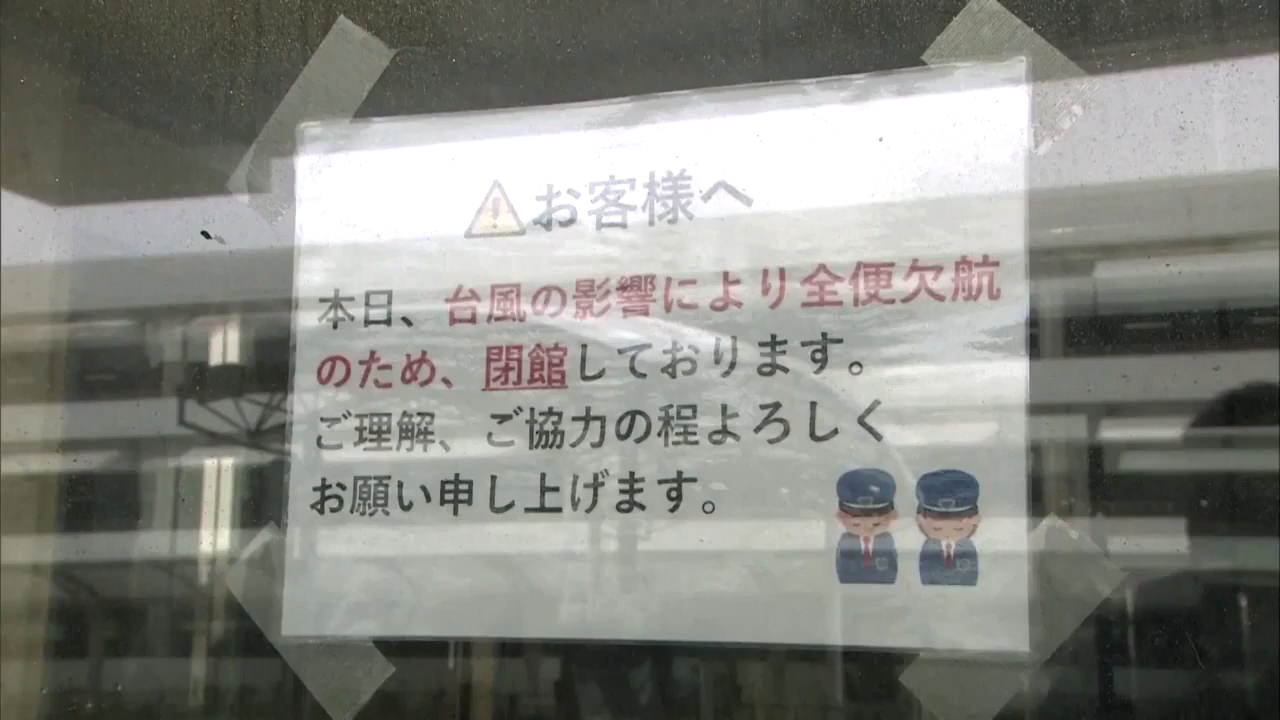 お客様へ
本日、台風の影響により全便欠航
のため、閉館しております。
ご理解、ご協力の程よろしく
お願い申し上げます。